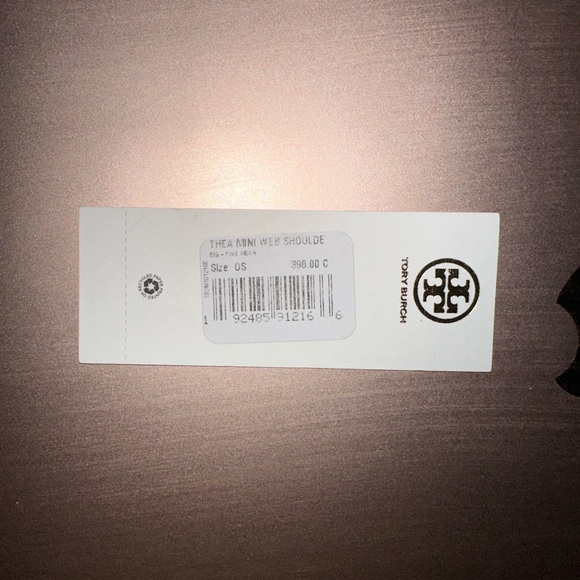 THEA MINI WEB SHOULDE
Size OS 398.00 C
1 92485 91216 6
TORY BURCH